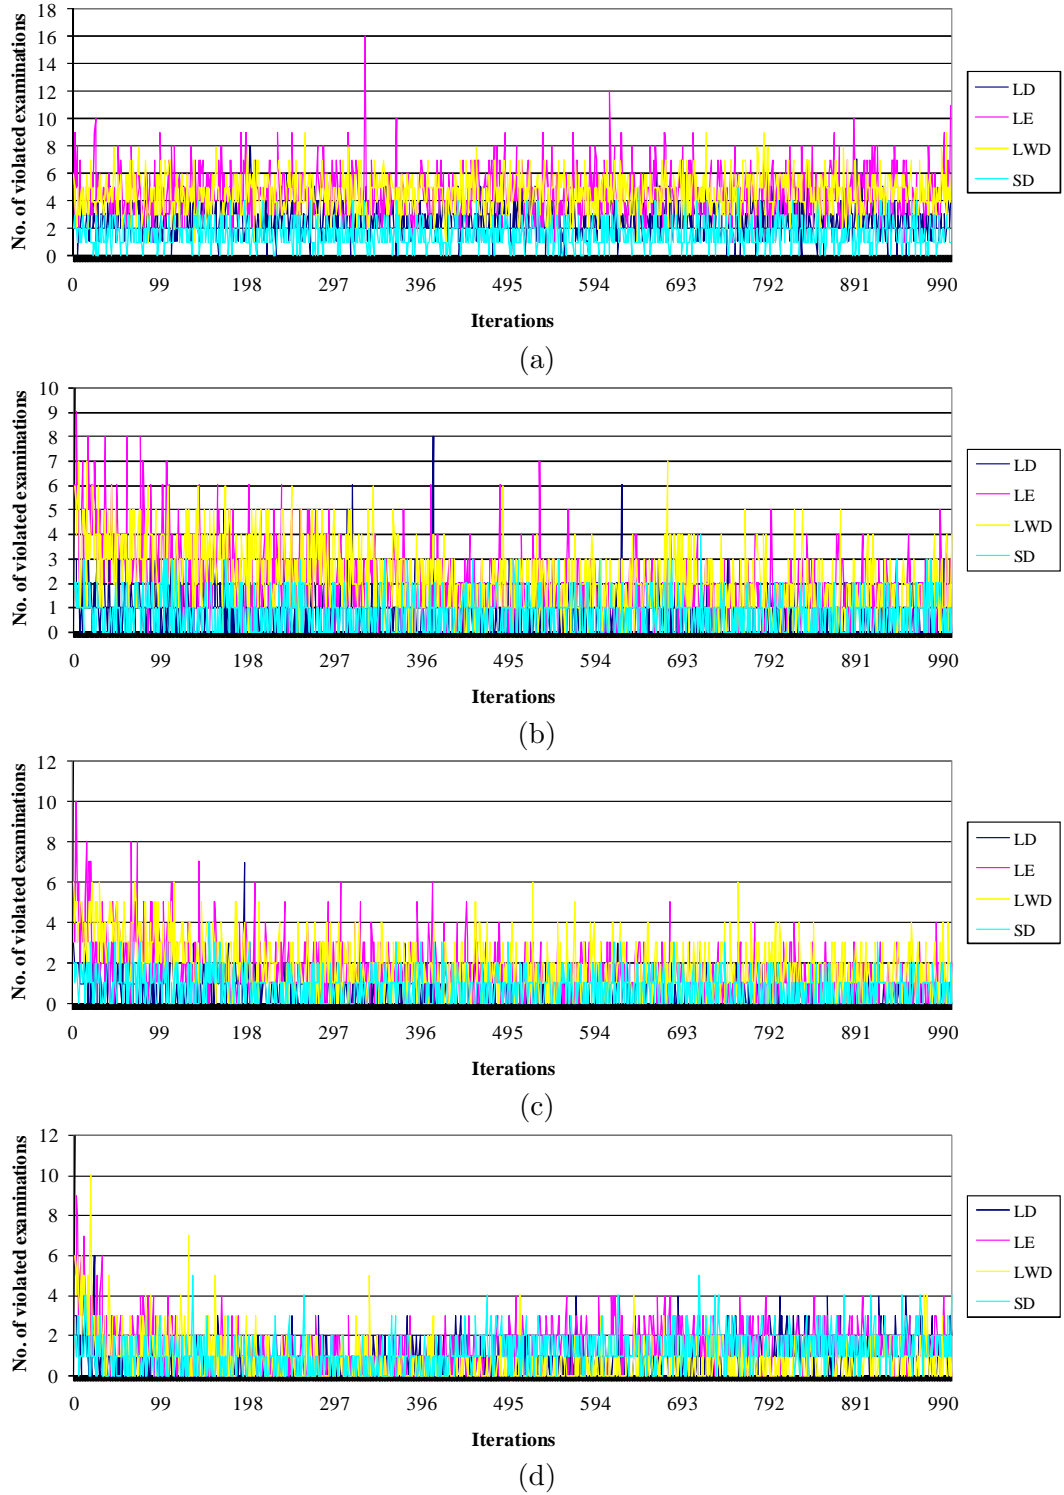 18
16
14
12
10
8
6
4
2
0
No. of violated examinations
0 99 198 297 396 495 594 693 792 891 990
Iterations
LD
LE
LWD
SD
(a)
10
9
8
7
6
5
4
3
2
1
0
No. of violated examinations
0 99 198 297 396 495 594 693 792 891 990
Iterations
LD
LE
LWD
SD
(b)
12
10
8
6
4
2
0
No. of violated examinations
0 99 198 297 396 495 594 693 792 891 990
Iterations
LD
LE
LWD
SD
(c)
12
10
8
6
4
2
0
No. of violated examinations
0 99 198 297 396 495 594 693 792 891 990
Iterations
LD
LE
LWD
SD
(d)